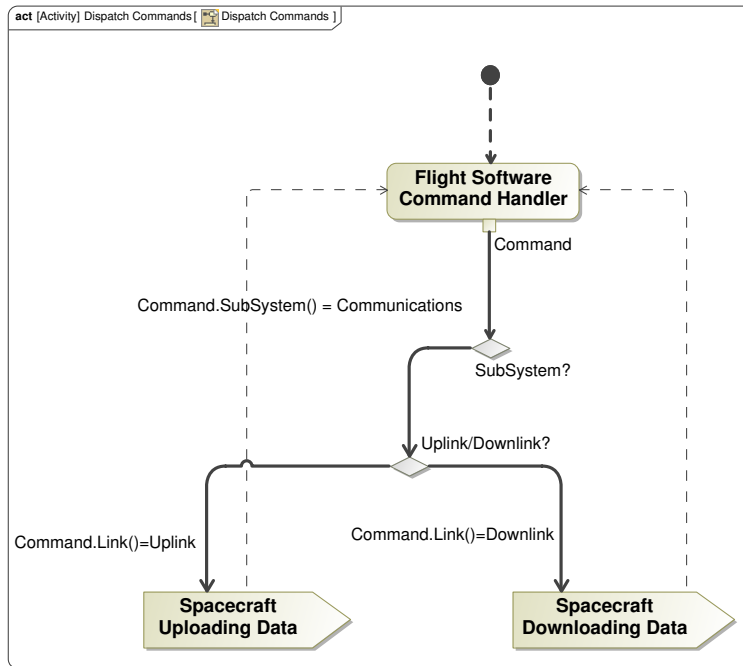 act [Activity] Dispatch Commands [ Dispatch Commands ]
Flight Software
Command Handler
Command
Command.SubSystem() = Communications
SubSystem?
Uplink/Downlink?
Command.Link()=Uplink
Command.Link()=Downlink
Spacecraft
Uploading Data
Spacecraft
Downloading Data